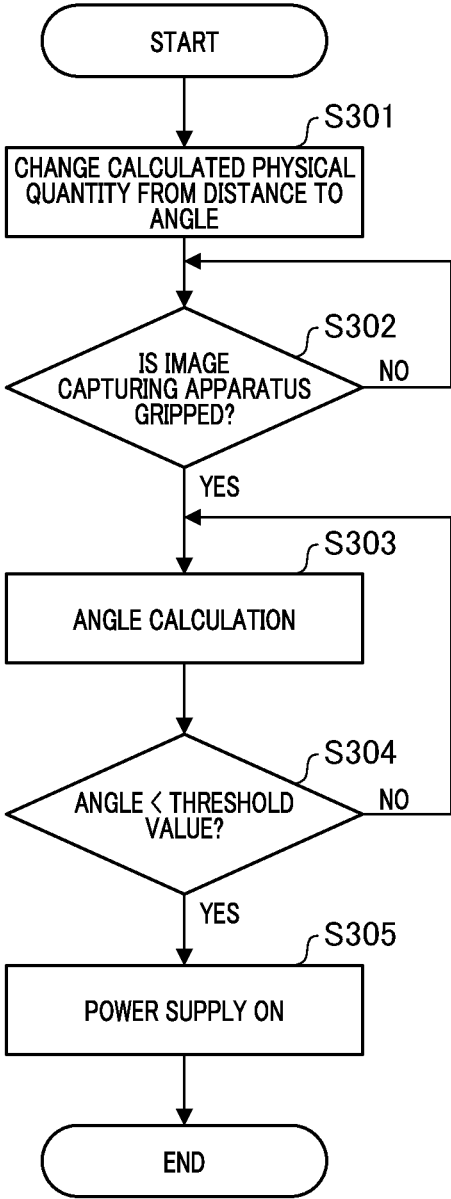 START
S301
CHANGE CALCULATED PHYSICAL
QUANTITY FROM DISTANCE TO
ANGLE
S302
IS IMAGE
CAPTURING APPARATUS
GRIPPED?
NO
YES
S303
ANGLE CALCULATION
S304
ANGLE < THRESHOLD
VALUE?
NO
YES
S305
POWER SUPPLY ON
END